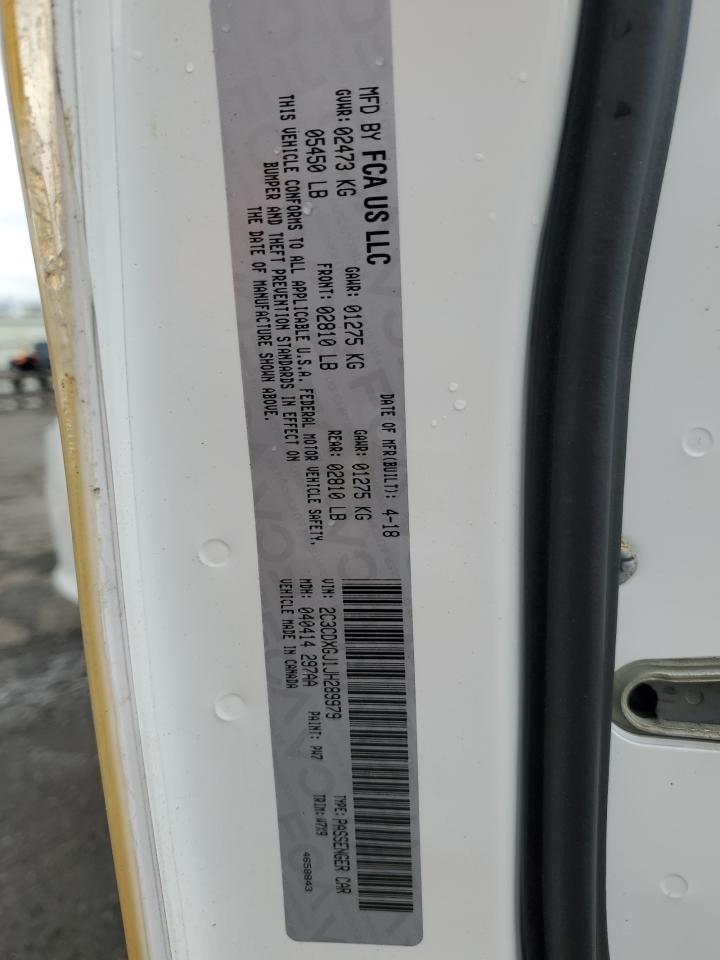 MFD BY FCA US LLC
DATE OF MFR(BUILT): 4-18
GVWR: 02473 KG GAWR: 01275 KG GAWR: 01275 KG
05450 LB FRONT: 02810 LB REAR: 02810 LB
THIS VEHICLE CONFORMS TO ALL APPLICABLE U.S.A. FEDERAL MOTOR VEHICLE SAFETY,
BUMPER AND THEFT PREVENTION STANDARDS IN EFFECT ON
THE DATE OF MANUFACTURE SHOWN ABOVE.
VIN: 2C3CDXGJ1JH289979 TYPE: PASSENGER CAR
MDH: 040414 297AA PAINT: PW7 TRIM: W7X9
VEHICLE MADE IN CANADA
4658843